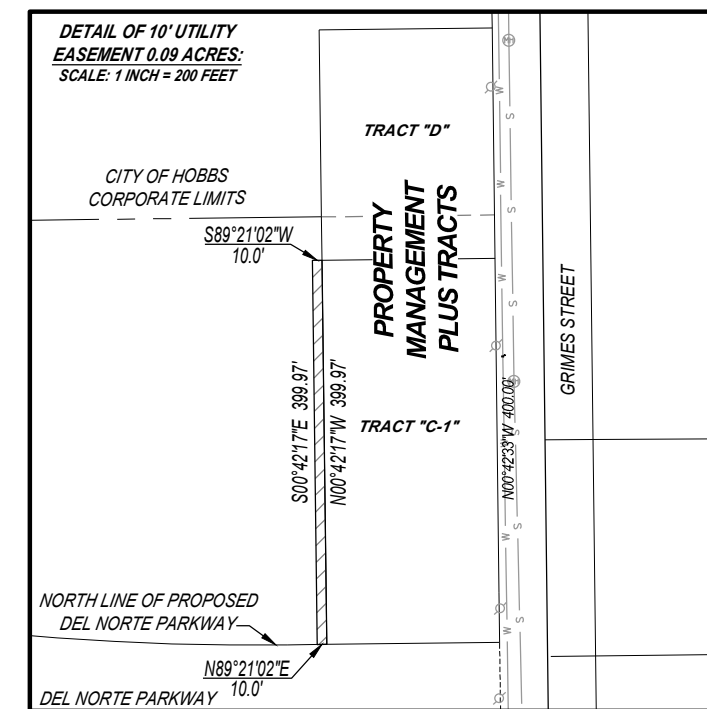 DETAIL OF 10' UTILITY
EASEMENT 0.09 ACRES:
SCALE: 1 INCH = 200 FEET
TRACT "D"
CITY OF HOBBS
CORPORATE LIMITS
S89°21'02"W
10.0'
PROPERTY
MANAGEMENT
PLUS TRACTS
GRIMES STREET
S00°42'17"E 399.97'
N00°42'17"W 399.97'
TRACT "C-1"
N00°42'33"W 400.00'
NORTH LINE OF PROPOSED
DEL NORTE PARKWAY
N89°21'02"E
10.0'
DEL NORTE PARKWAY
W
S
W
S
W
S
W
S
W
S
W
S